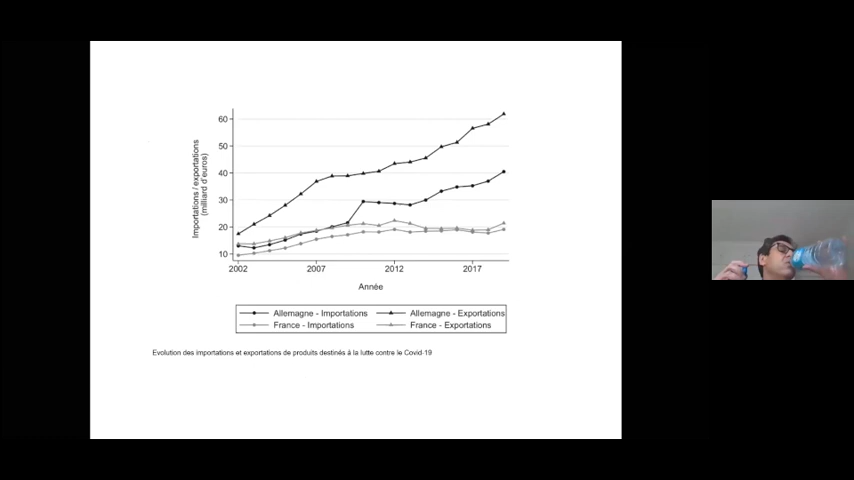 Importations / exportations
(milliard d'euros)
60
50
40
30
20
10
2002 2007 2012 2017
Année
Allemagne - Importations Allemagne - Exportations
France - Importations France - Exportations
Evolution des importations et exportations de produits destinés à la lutte contre le Covid-19